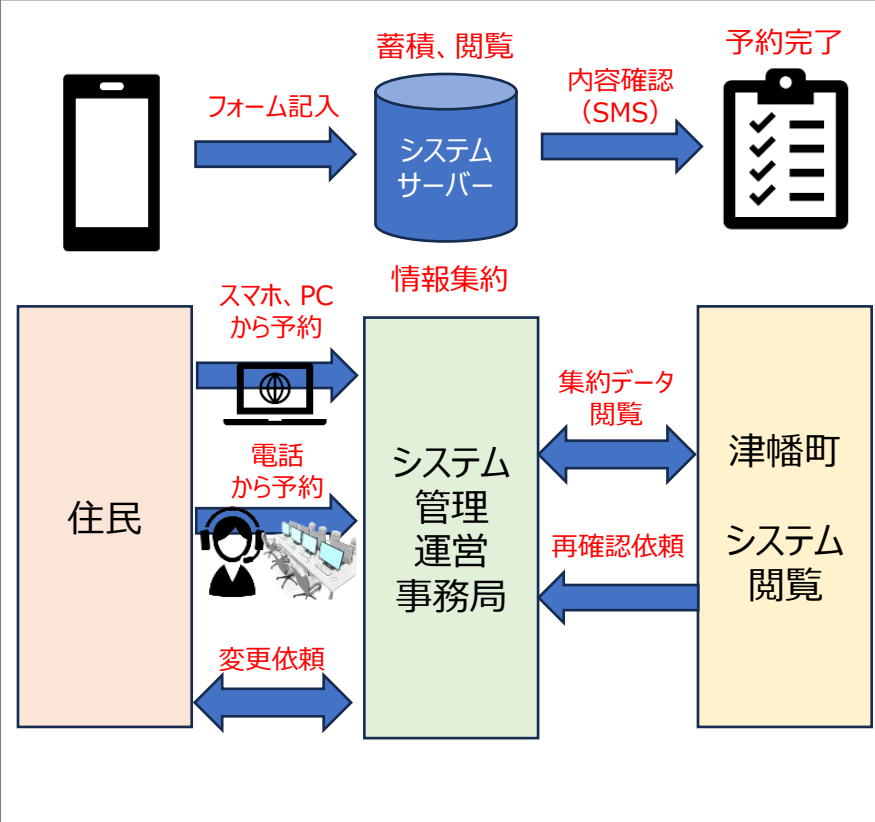 蓄積、閲覧
予約完了
フォーム記入
内容確認
（SMS）
システム
サーバー
情報集約
スマホ、PC
から予約
集約データ
閲覧
電話
から予約
住民
システム
管理
運営
事務局
津幡町
システム
閲覧
再確認依頼
変更依頼